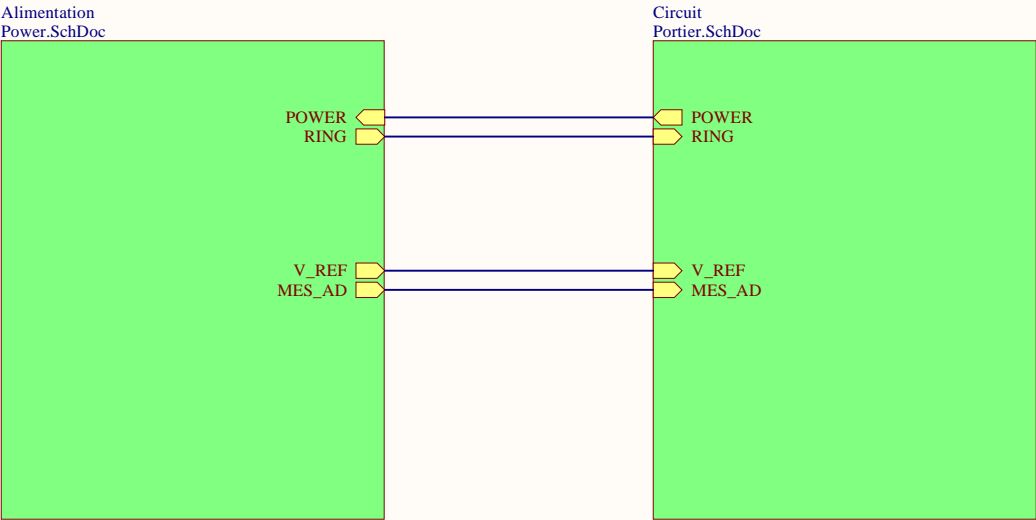 Alimentation
Power.SchDoc
POWER
RING
V_REF
MES_AD
Circuit
Portier.SchDoc
POWER
RING
V_REF
MES_AD